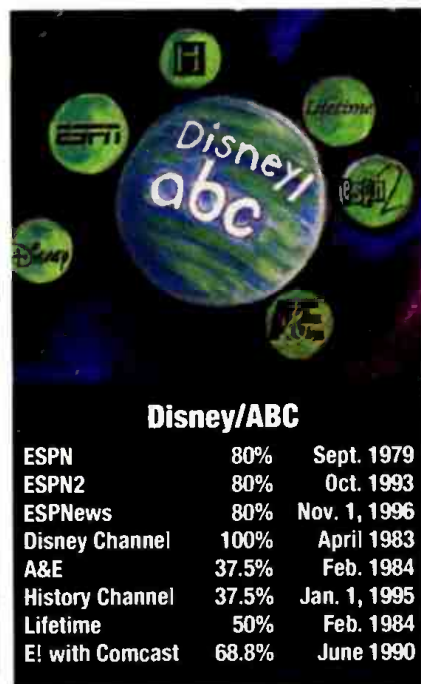 H
ESPN
Lifetime
Disney/
abc
espn2
Disney
A&E
Disney/ABC
ESPN 80% Sept. 1979
ESPN2 80% Oct. 1993
ESPNews 80% Nov. 1, 1996
Disney Channel 100% April 1983
A&E 37.5% Feb. 1984
History Channel 37.5% Jan. 1, 1995
Lifetime 50% Feb. 1984
E! with Comcast 68.8% June 1990